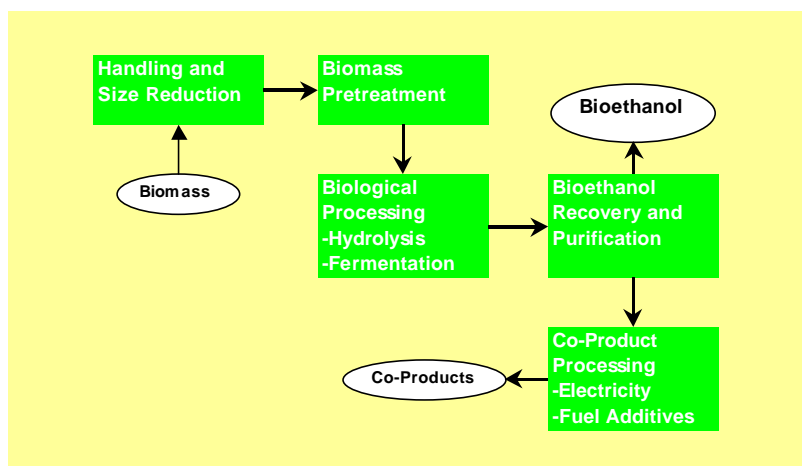 Handling and
Size Reduction
Biomass
Pretreatment
Bioethanol
Biomass
Biological
Processing
-Hydrolysis
-Fermentation
Bioethanol
Recovery and
Purification
Co-Product
Processing
-Electricity
-Fuel Additives
Co-Products